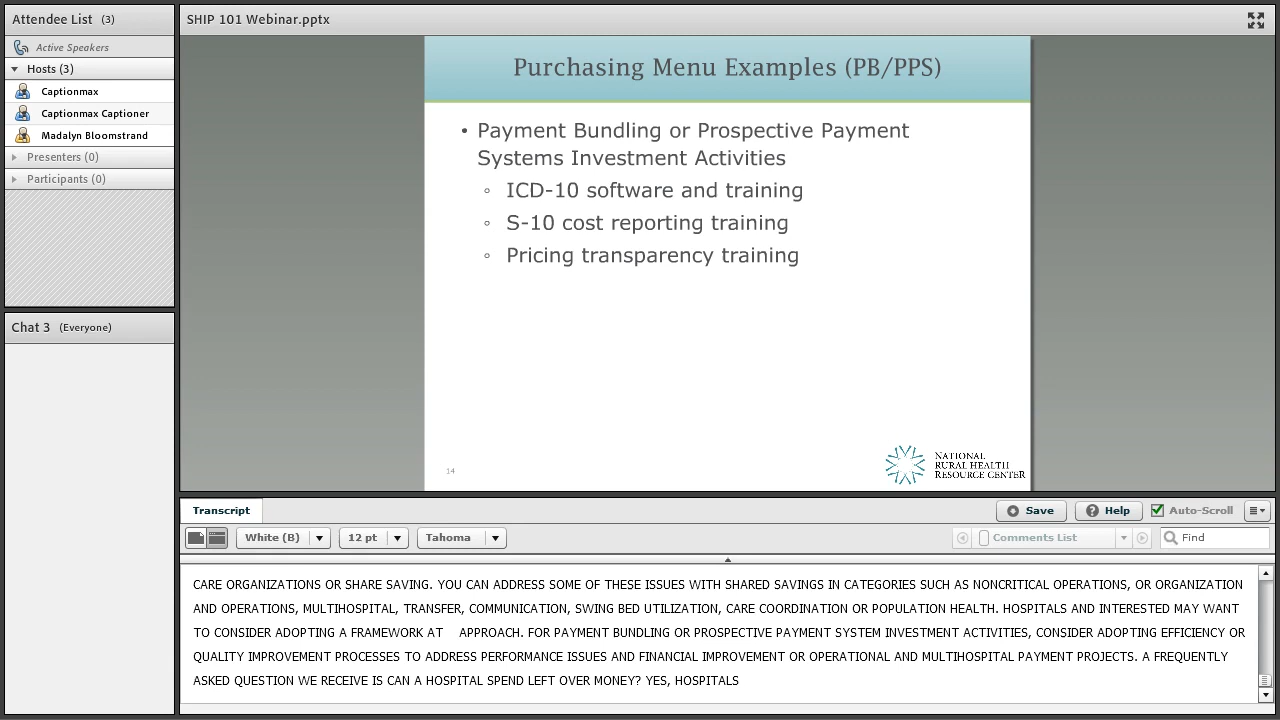 Attendee List (3)
Active Speakers
Hosts (3)
Captionmax
Captionmax Captioner
Madalyn Bloomstrand
Presenters (0)
Participants (0)
Chat 3 (Everyone)
SHIP 101 Webinar.pptx
Purchasing Menu Examples (PB/PPS)
• Payment Bundling or Prospective Payment
Systems Investment Activities
◦ ICD-10 software and training
◦ S-10 cost reporting training
◦ Pricing transparency training
14
NATIONAL
RURAL HEALTH
RESOURCE CENTER
Transcript
Save
Help
Auto-Scroll
White (B)
12 pt
Tahoma
Comments List
Find
CARE ORGANIZATIONS OR SHARE SAVING. YOU CAN ADDRESS SOME OF THESE ISSUES WITH SHARED SAVINGS IN CATEGORIES SUCH AS NONCRITICAL OPERATIONS, OR ORGANIZATION
AND OPERATIONS, MULTIHOSPITAL, TRANSFER, COMMUNICATION, SWING BED UTILIZATION, CARE COORDINATION OR POPULATION HEALTH. HOSPITALS AND INTERESTED MAY WANT
TO CONSIDER ADOPTING A FRAMEWORK AT APPROACH. FOR PAYMENT BUNDLING OR PROSPECTIVE PAYMENT SYSTEM INVESTMENT ACTIVITIES, CONSIDER ADOPTING EFFICIENCY OR
QUALITY IMPROVEMENT PROCESSES TO ADDRESS PERFORMANCE ISSUES AND FINANCIAL IMPROVEMENT OR OPERATIONAL AND MULTIHOSPITAL PAYMENT PROJECTS. A FREQUENTLY
ASKED QUESTION WE RECEIVE IS CAN A HOSPITAL SPEND LEFT OVER MONEY? YES, HOSPITALS